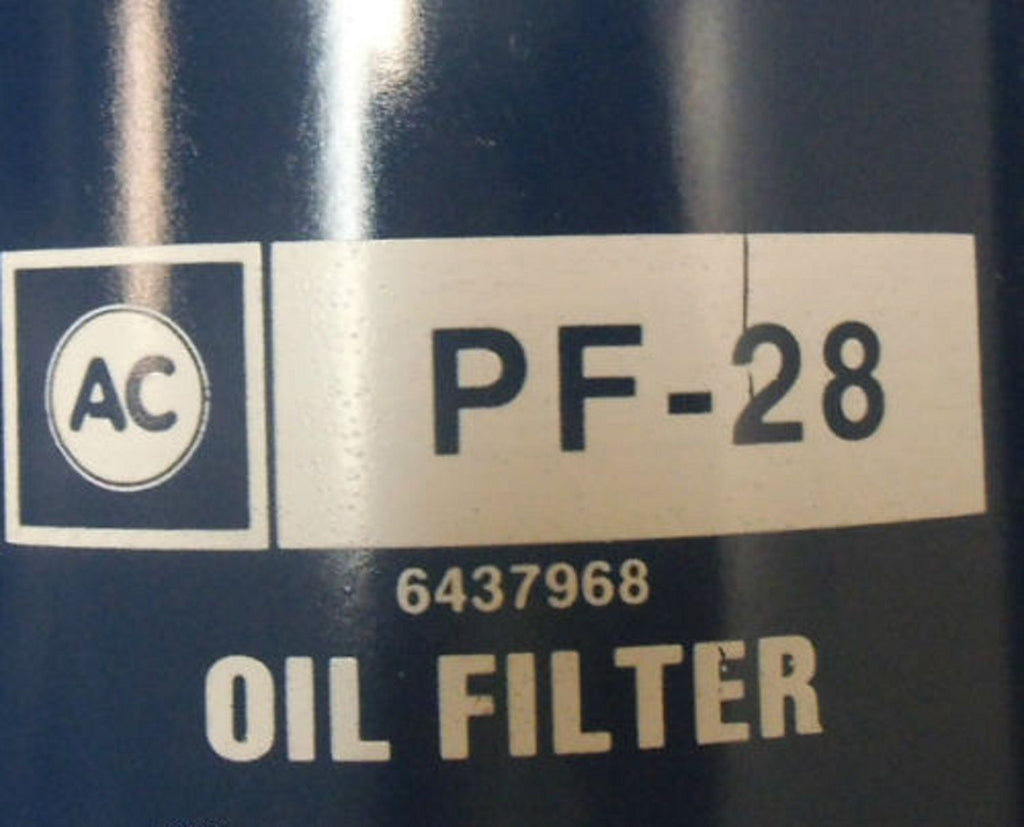 AC
PF-28
6437968
OIL FILTER